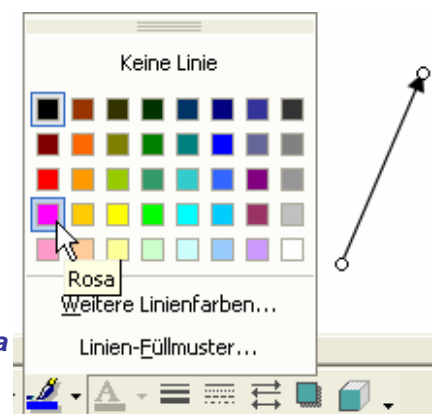 Keine Linie
Rosa
Weitere Linienfarben...
a
Linien-Füllmuster...
A